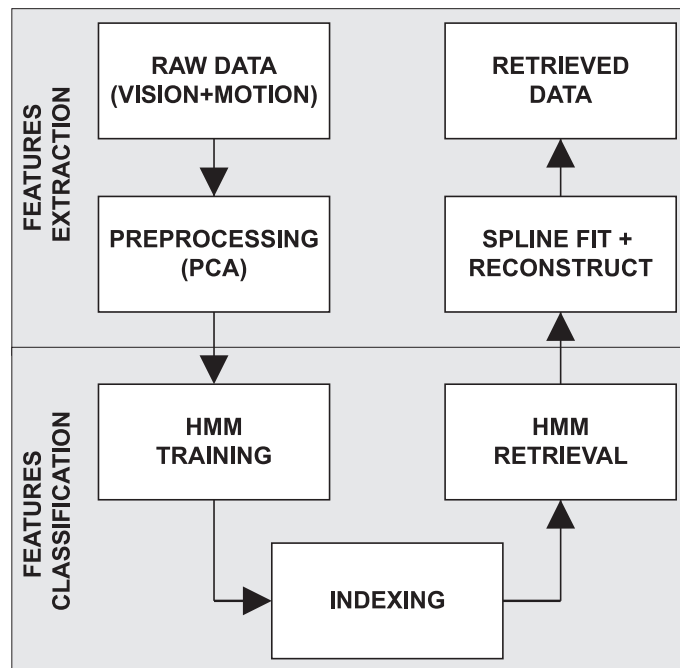 FEATURES
EXTRACTION
RAW DATA
(VISION+MOTION)
RETRIEVED
DATA
PREPROCESSING
(PCA)
SPLINE FIT +
RECONSTRUCT
FEATURES
CLASSIFICATION
HMM
TRAINING
HMM
RETRIEVAL
INDEXING